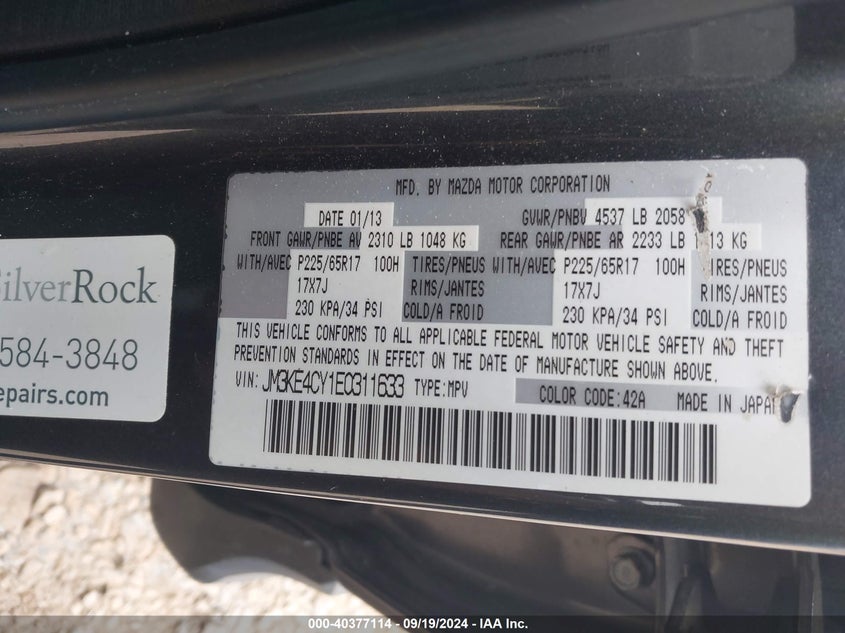 MFD. BY MAZDA MOTOR CORPORATION
DATE 01/13 GVWR/PNBV 4537 LB 2058
FRONT GAWR/PNBE AV 2310 LB 1048 KG REAR GAWR/PNBE AR 2233 LB KG
WITH/AVEC P225/65R17 100H TIRES/PNEUS WITH/AVEC P225/65R17 100H TIRES/PNEUS
17X7J RIMS/JANTES 17X7J RIMS/JANTES
230 KPA/34 PSI COLD/A FROID 230 KPA/34 PSI COLD/A FROID
THIS VEHICLE CONFORMS TO ALL APPLICABLE FEDERAL MOTOR VEHICLE SAFETY AND THEFT
PREVENTION STANDARDS IN EFFECT ON THE DATE OF MANUFACTURE SHOWN ABOVE.
VIN: JM3KE4CY1E0311633 TYPE:MPV COLOR CODE:42A MADE IN JAPAN
SilverRock
584-3848
epairs.com
000-40377114 - 09/19/2024 - IAA Inc.